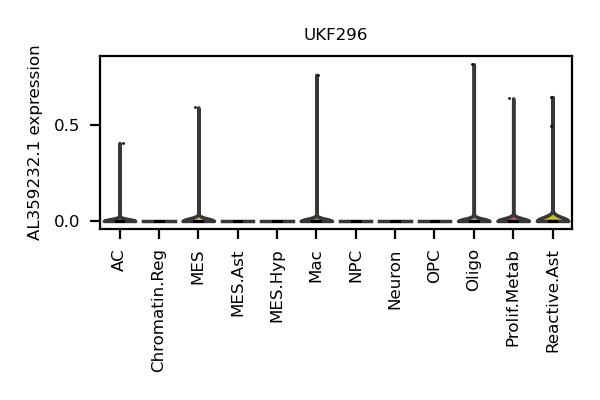 UKF296
AL359232.1 expression
0.5
0.0
AC
Chromatin.Reg
MES
MES.Ast
MES.Hyp
Mac
NPC
Neuron
OPC
Oligo
Prolif.Metab
Reactive.Ast